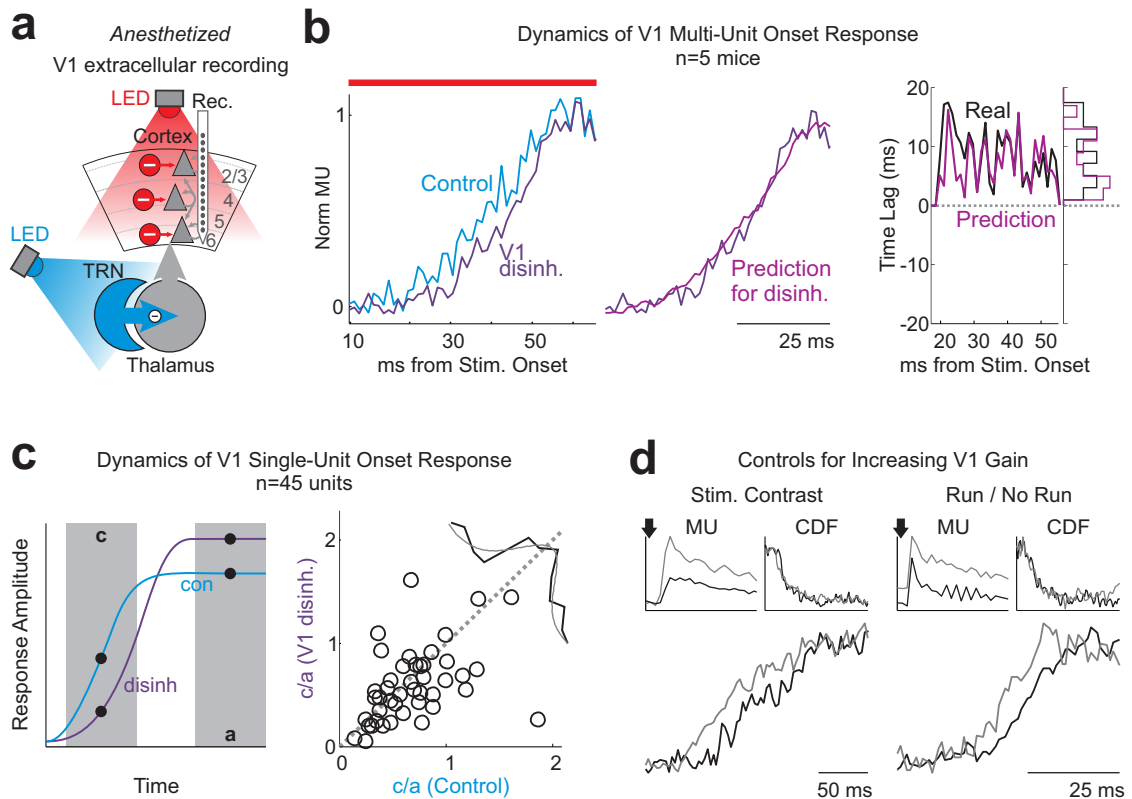 a
Anesthetized
V1 extracellular recording
LED
Rec.
Cortex
2/3
4
5
6
LED
TRN
Thalamus
b
Dynamics of V1 Multi-Unit Onset Response
n=5 mice
Norm MU
1
0
Control
V1
disinh.
10
30
50
ms from Stim. Onset
Prediction
for disinh.
25 ms
Time Lag (ms)
20
10
0
-10
-20
Real
Prediction
20
30
40
50
ms from Stim. Onset
c
Dynamics of V1 Single-Unit Onset Response
n=45 units
Response Amplitude
c
con
disinh
a
Time
c/a (V1 disinh.)
2
1
0
0
1
2
c/a (Control)
d
Controls for Increasing V1 Gain
Stim. Contrast
Run / No Run
MU
CDF
MU
CDF
50 ms
25 ms